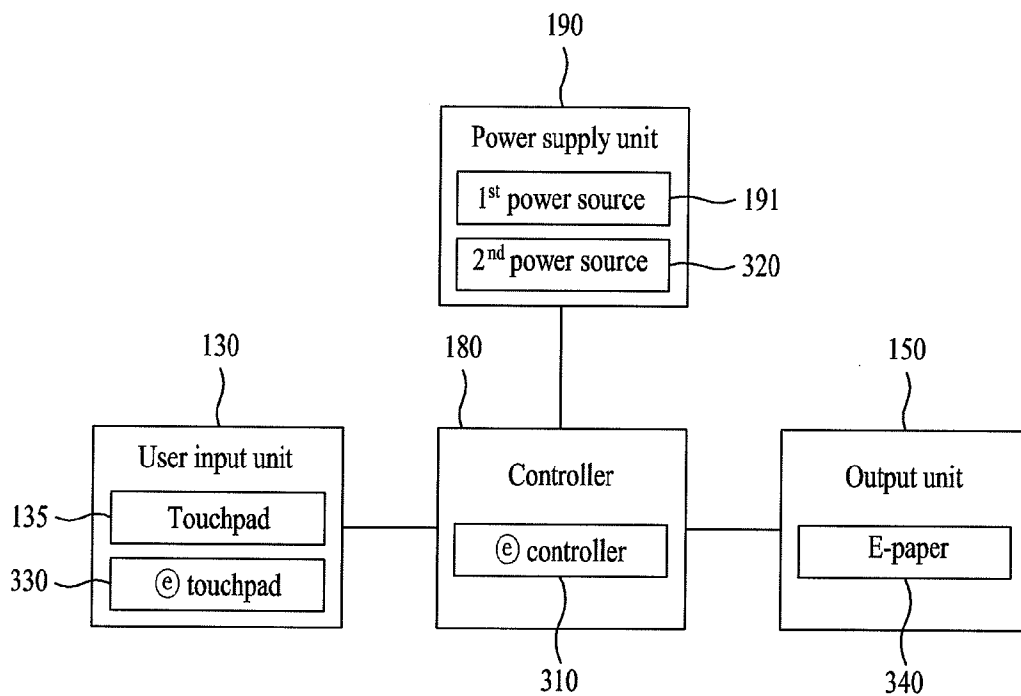 190
Power supply unit
1st power source
191
2nd power source
320
130
180
150
User input unit
Controller
Output unit
135
Touchpad
ⓔ controller
E-paper
330
ⓔ touchpad
310
340